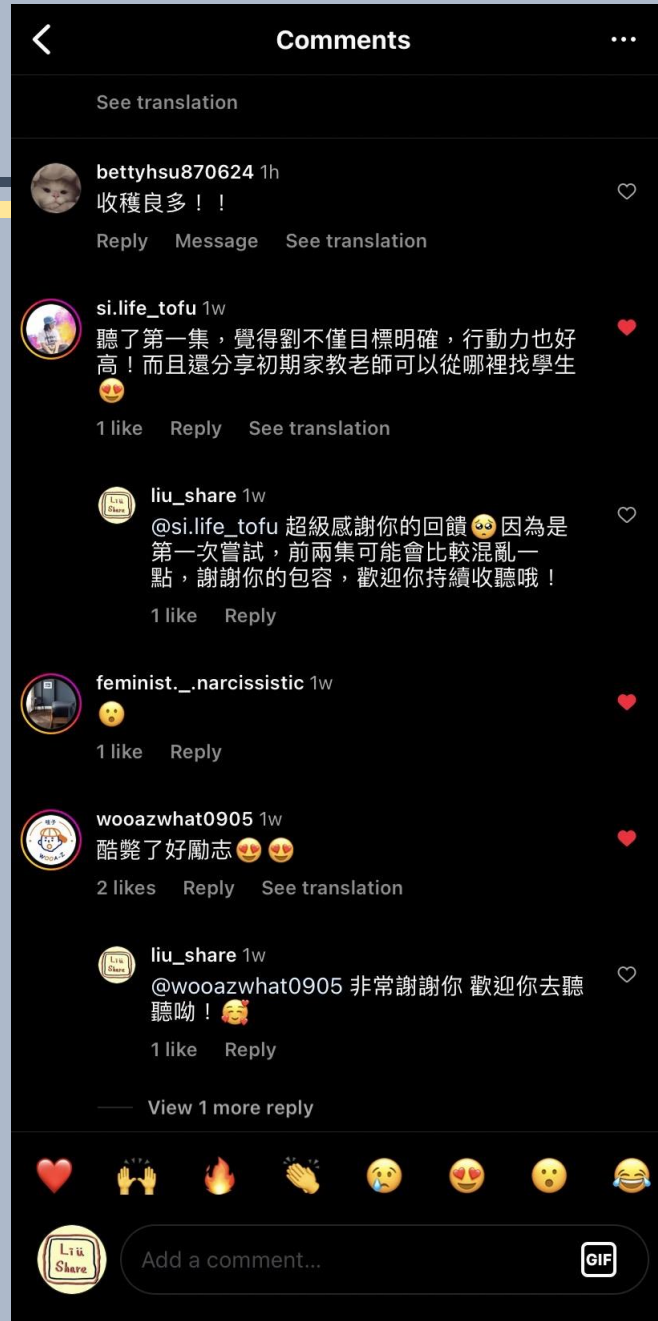 Comments
See translation
bettyhsu870624 1h
收穫良多！！
Reply Message See translation
si.life_tofu 1w
聽了第一集，覺得劉不僅目標明確，行動力也好
高！而且還分享初期家教老師可以從哪裡找學生
😍
1 like Reply See translation
liu_share 1w
@si.life_tofu 超級感謝你的回饋🥺因為是
第一次嘗試，前兩集可能會比較混亂一
點，謝謝你的包容，歡迎你持續收聽哦！
1 like Reply
feminist._.narcissistic 1w
😮
1 like Reply
wooazwhat0905 1w
酷斃了好勵志😍😍
2 likes Reply See translation
liu_share 1w
@wooazwhat0905 非常謝謝你 歡迎你去聽
聽呦！🥰
1 like Reply
View 1 more reply
Liü
Share
Add a comment...
GIF